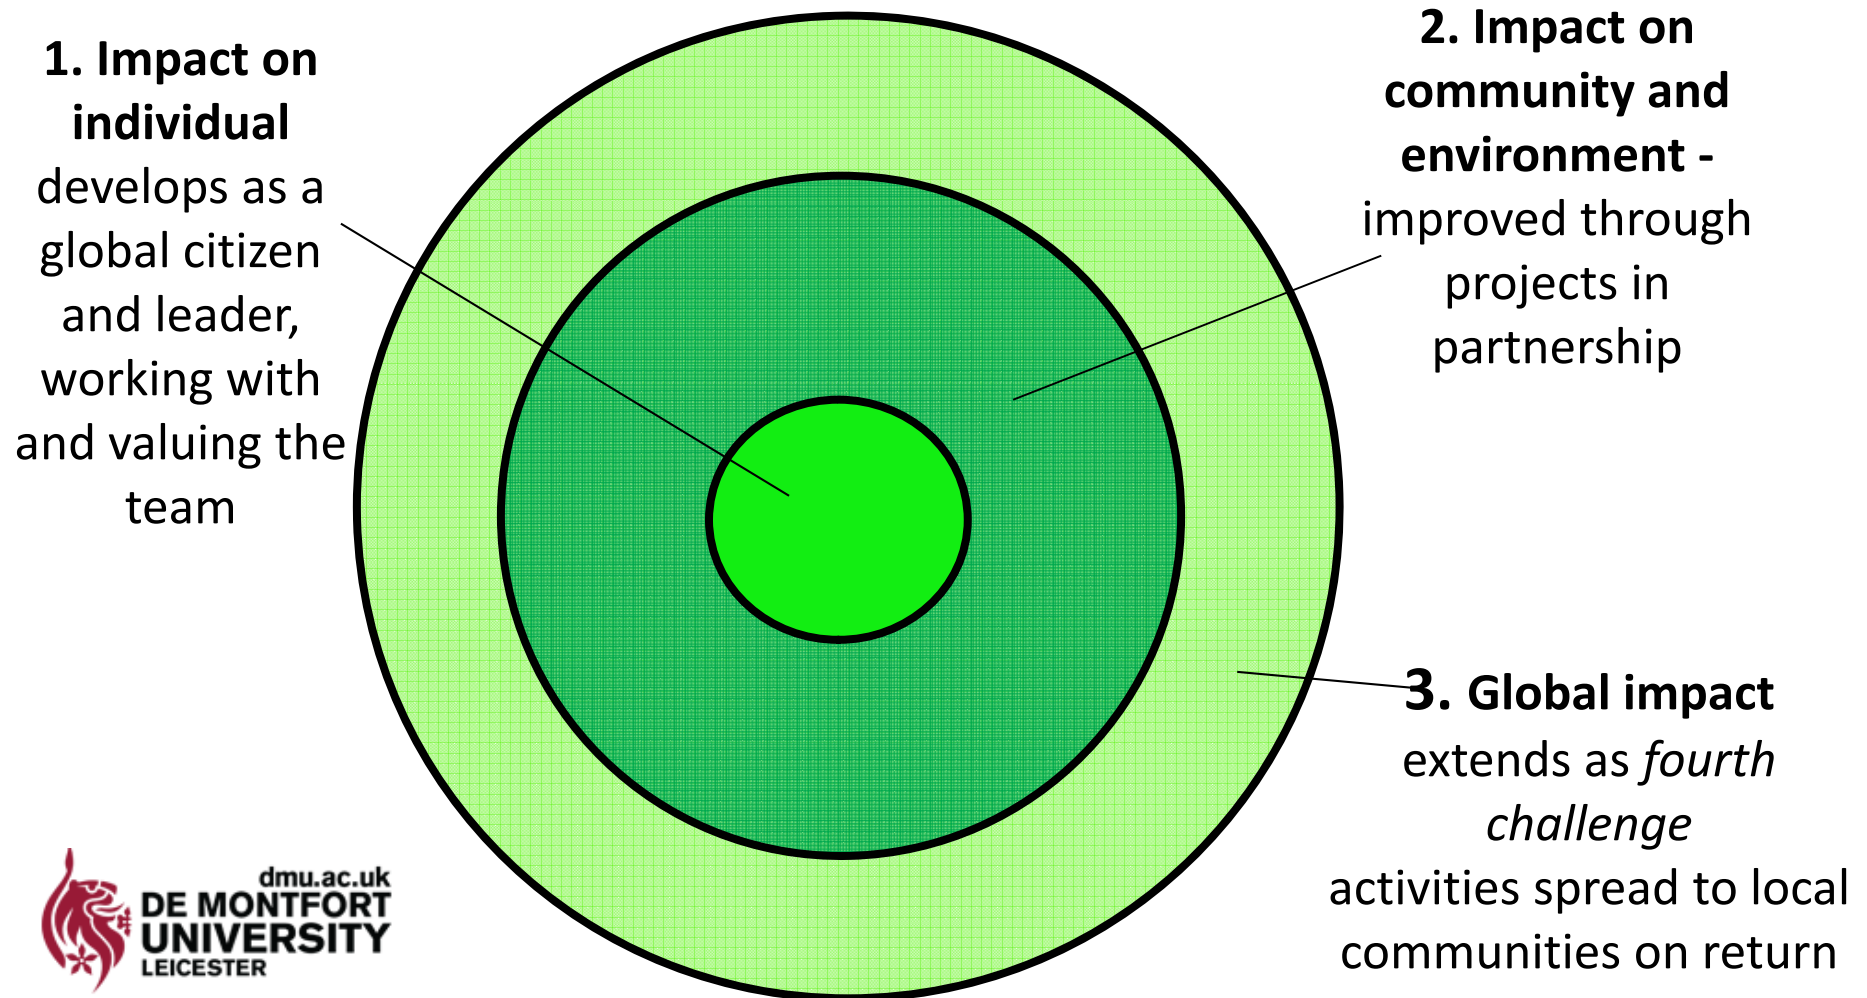 1. Impact on
individual
develops as a
global citizen
and leader,
working with
and valuing the
team
2. Impact on
community and
environment -
improved through
projects in
partnership
3. Global impact
extends as fourth
challenge
activities spread to local
communities on return
dmu.ac.uk
DE MONTFORT
UNIVERSITY
LEICESTER